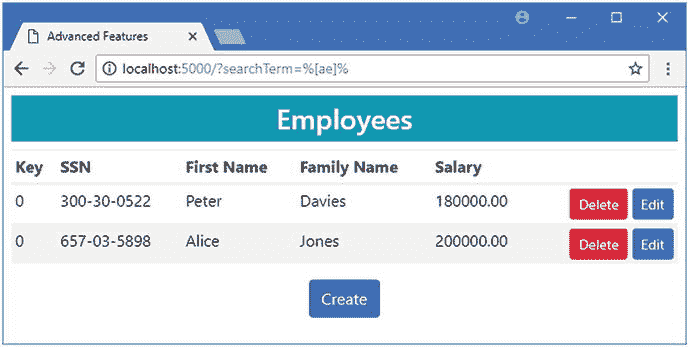 Advanced Features
localhost:5000/?searchTerm=%[ae]%
Employees
Key SSN First Name Family Name Salary
0 300-30-0522 Peter Davies 180000.00 Delete Edit
0 657-03-5898 Alice Jones 200000.00 Delete Edit
Create